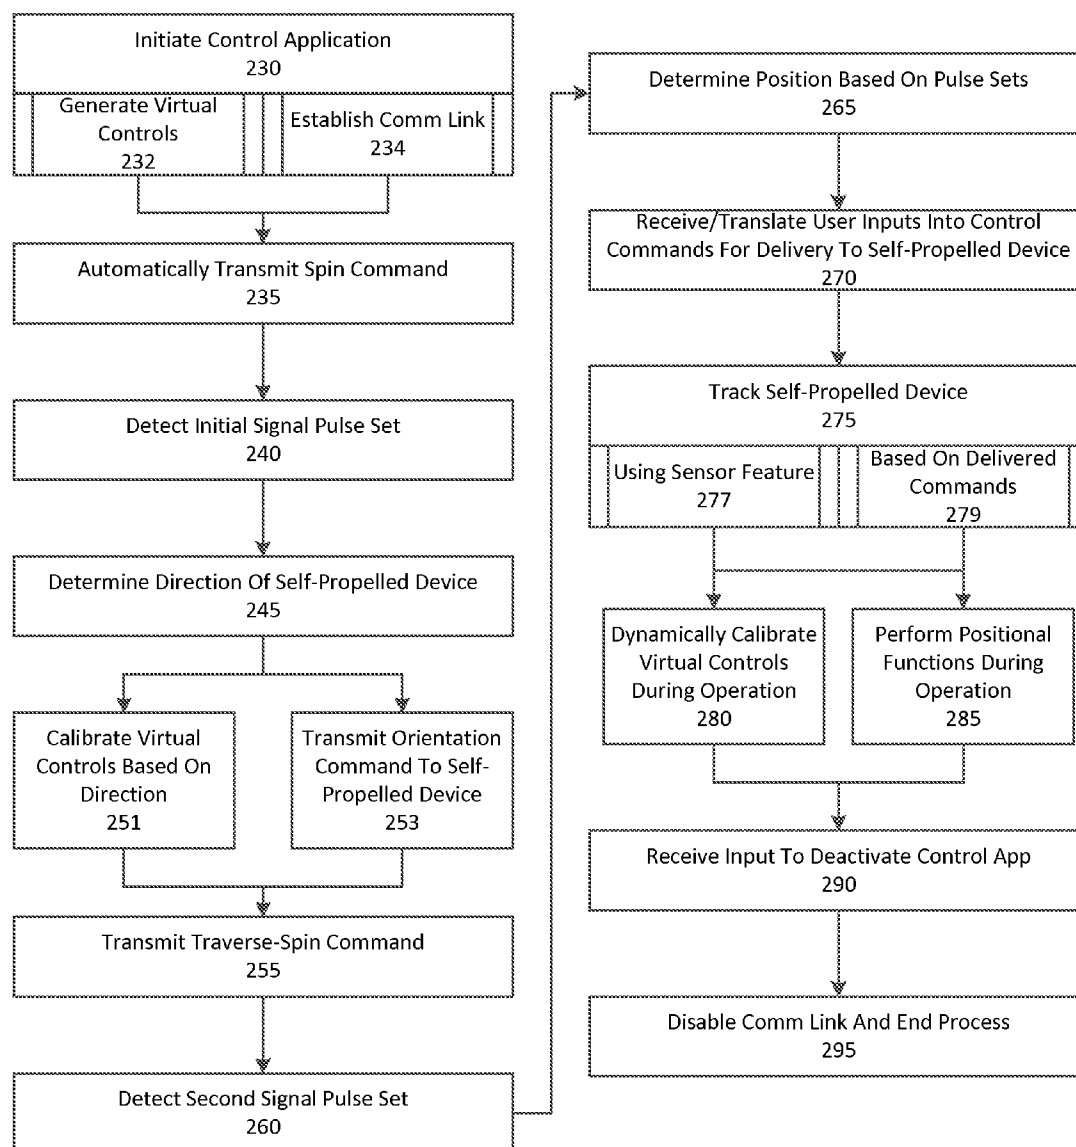 Initiate Control Application
230
Generate Virtual
Controls
232
Establish Comm Link
234
Automatically Transmit Spin Command
235
Detect Initial Signal Pulse Set
240
Determine Direction Of Self-Propelled Device
245
Calibrate Virtual
Controls Based On
Direction
251
Transmit Orientation
Command To Self-
Propelled Device
253
Transmit Traverse-Spin Command
255
Detect Second Signal Pulse Set
260
Determine Position Based On Pulse Sets
265
Receive/Translate User Inputs Into Control
Commands For Delivery To Self-Propelled Device
270
Track Self-Propelled Device
275
Using Sensor Feature
277
Based On Delivered
Commands
279
Dynamically Calibrate
Virtual Controls
During Operation
280
Perform Positional
Functions During
Operation
285
Receive Input To Deactivate Control App
290
Disable Comm Link And End Process
295